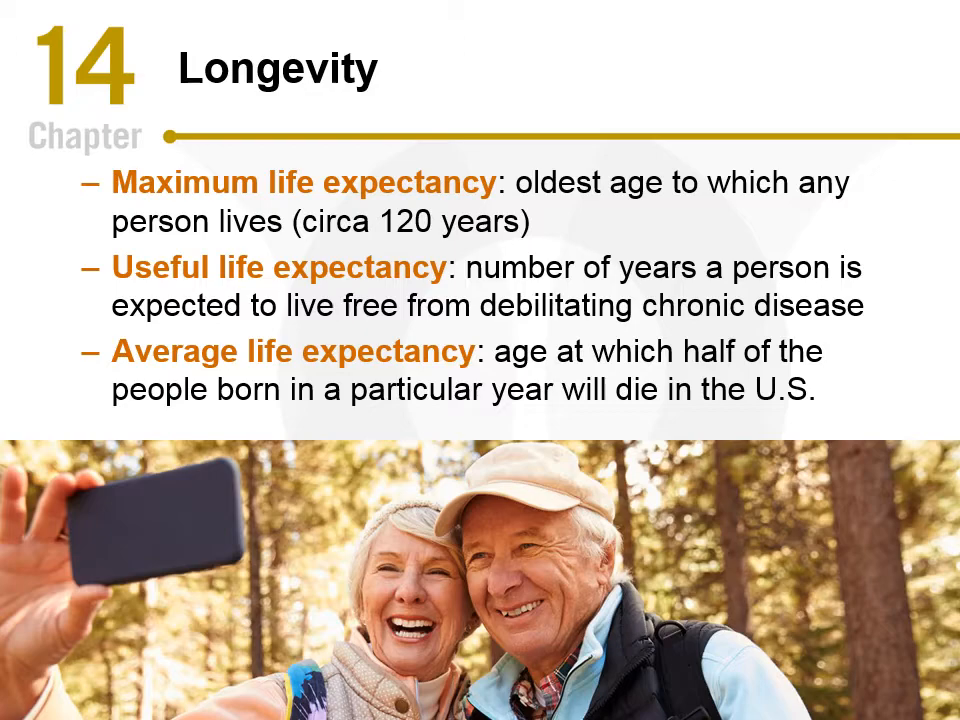 14
Chapter
Longevity
– Maximum life expectancy: oldest age to which any
person lives (circa 120 years)
– Useful life expectancy: number of years a person is
expected to live free from debilitating chronic disease
– Average life expectancy: age at which half of the
people born in a particular year will die in the U.S.